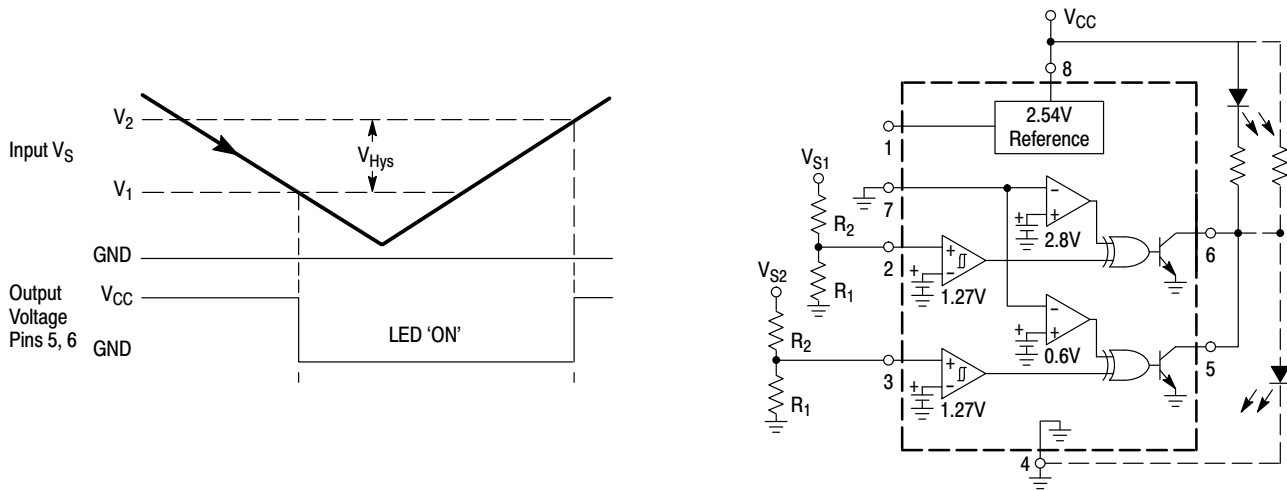 Input VS
V2
VHys
V1
GND
Output
Voltage
Pins 5, 6
VCC
GND
LED ‘ON’
VCC
8
2.54V
Reference
1
VS1
7
R2
2.8V
6
2
R1
1.27V
VS2
R2
0.6V
5
3
R1
1.27V
4